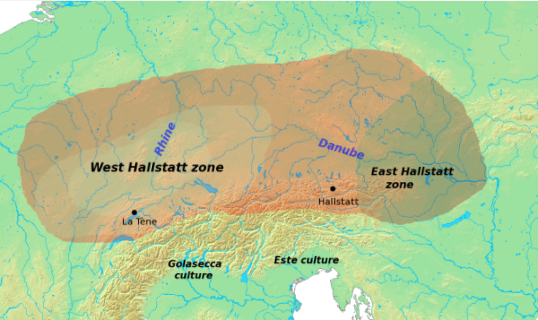 Rhine
Danube
West Hallstatt zone
East Hallstatt
zone
Hallstatt
La Tène
Golasecca
culture
Este culture